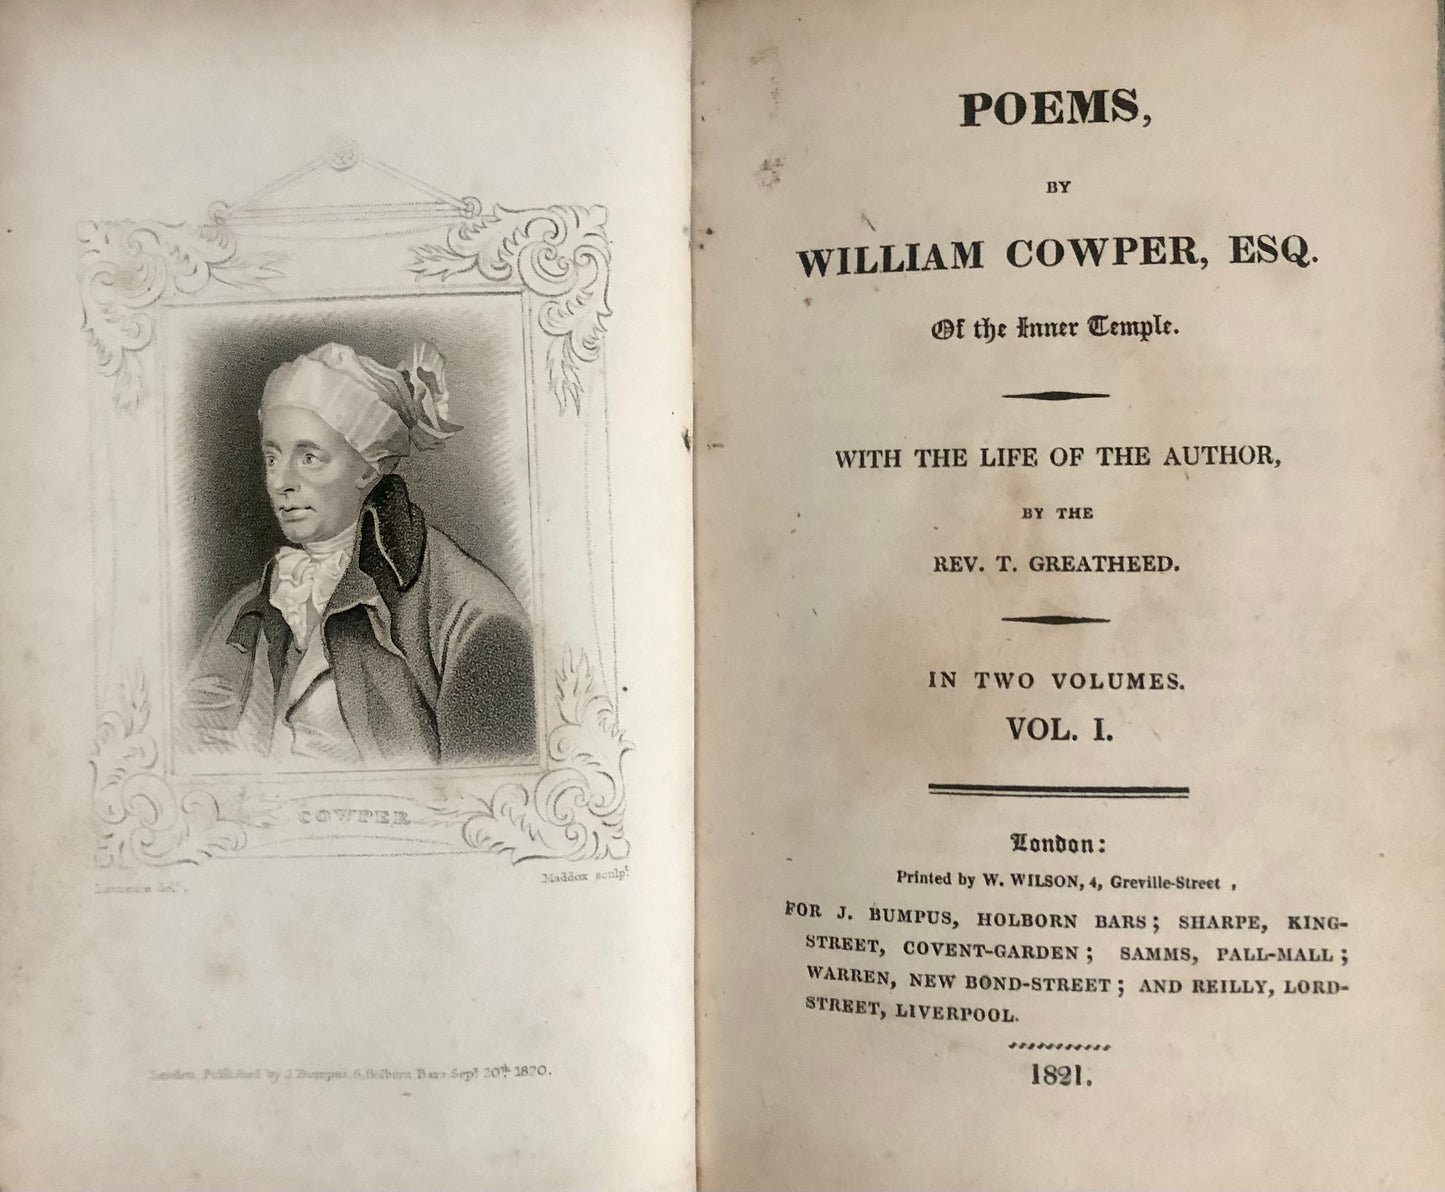 COWPER
Lawrence delt.
Maddox sculpt.
London, Published by J. Bumpus, 6, Holborn Bars, Sept. 20th 1820.
POEMS,
BY
WILLIAM COWPER, ESQ.
Of the Inner Temple.
WITH THE LIFE OF THE AUTHOR,
BY THE
REV. T. GREATHEED.
IN TWO VOLUMES.
VOL. I.
London:
Printed by W. WILSON, 4, Greville-Street,
FOR J. BUMPUS, HOLBORN BARS; SHARPE, KING-
STREET, COVENT-GARDEN; SAMMS, PALL-MALL;
WARREN, NEW BOND-STREET; AND REILLY, LORD-
STREET, LIVERPOOL.
1821.